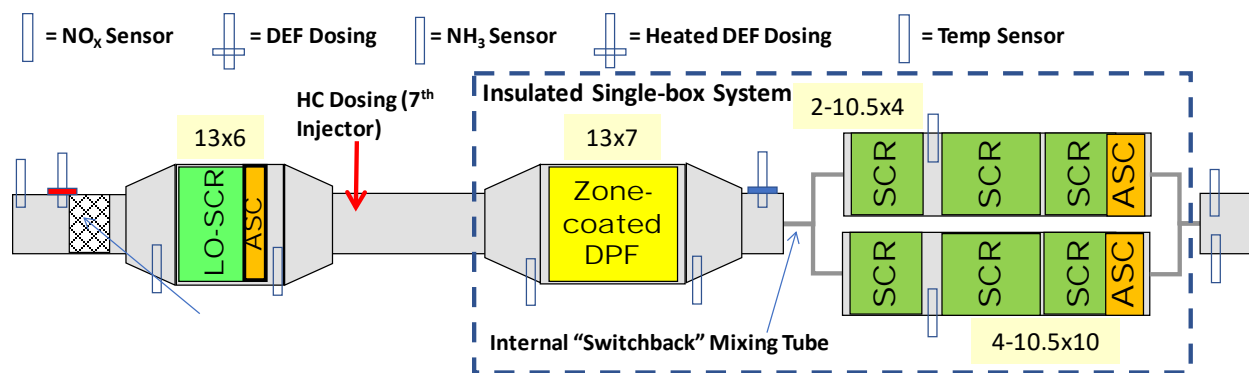 = NOX Sensor
= DEF Dosing
= NH3 Sensor
= Heated DEF Dosing
= Temp Sensor
HC Dosing (7th
Injector)
Insulated Single-box System
2-10.5x4
13x6
13x7
LO-SCR
ASC
Zone-
coated
DPF
SCR
SCR
SCR
ASC
SCR
SCR
SCR
ASC
Internal “Switchback” Mixing Tube
4-10.5x10